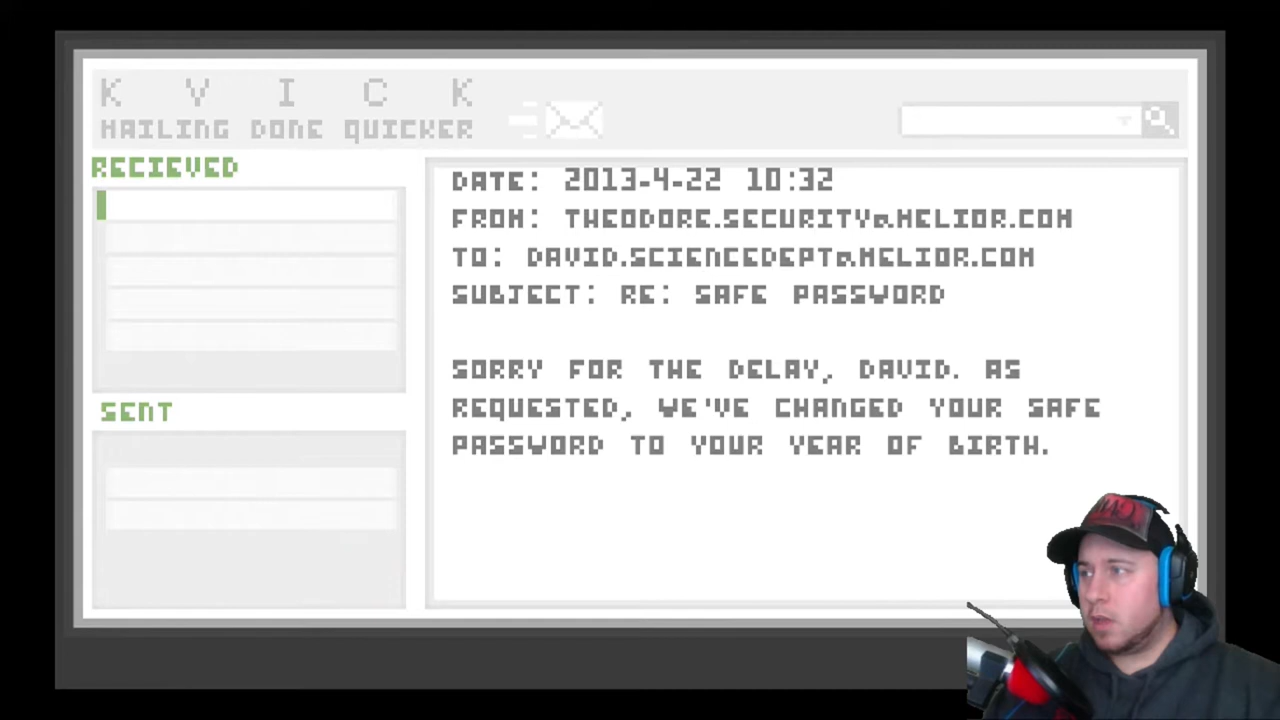 K V I C K
MAILING DONE QUICKER
RECIEVED
SENT
DATE: 2013-4-22 10:32
FROM: THEODORE.SECURITY@HELIOR.COM
TO: DAVID.SCIENCEDEPT@HELIOR.COM
SUBJECT: RE: SAFE PASSWORD
SORRY FOR THE DELAY, DAVID. AS
REQUESTED, WE'VE CHANGED YOUR SAFE
PASSWORD TO YOUR YEAR OF BIRTH.